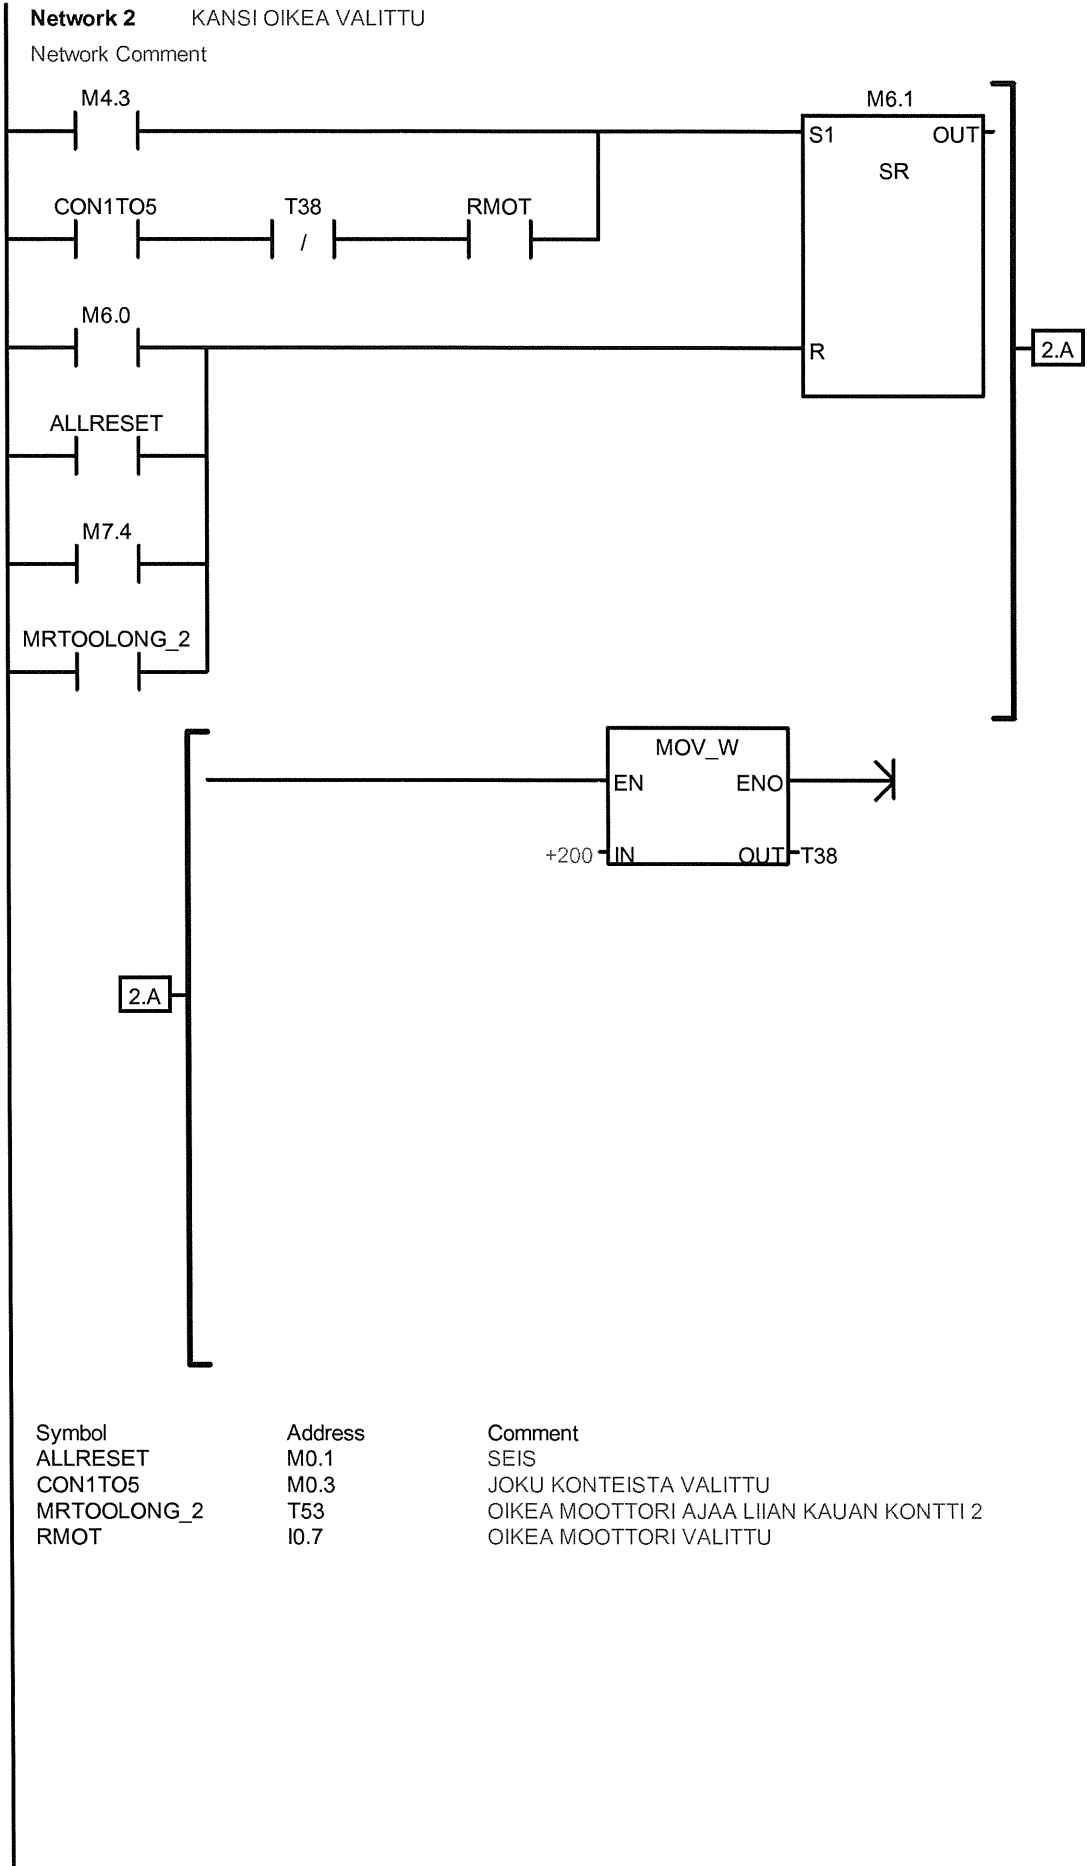 Network 2 KANSI OIKEA VALITTU
Network Comment
M4.3
M6.1
S1 OUT
SR
CON1TO5 T38 RMOT
/
M6.0
R
2.A
ALLRESET
M7.4
MRTOOLONG_2
MOV_W
EN ENO
+200 IN OUT T38
2.A
Symbol Address Comment
ALLRESET M0.1 SEIS
CON1TO5 M0.3 JOKU KONTEISTA VALITTU
MRTOOLONG_2 T53 OIKEA MOOTTORI AJAA LIIAN KAUAN KONTTI 2
RMOT I0.7 OIKEA MOOTTORI VALITTU